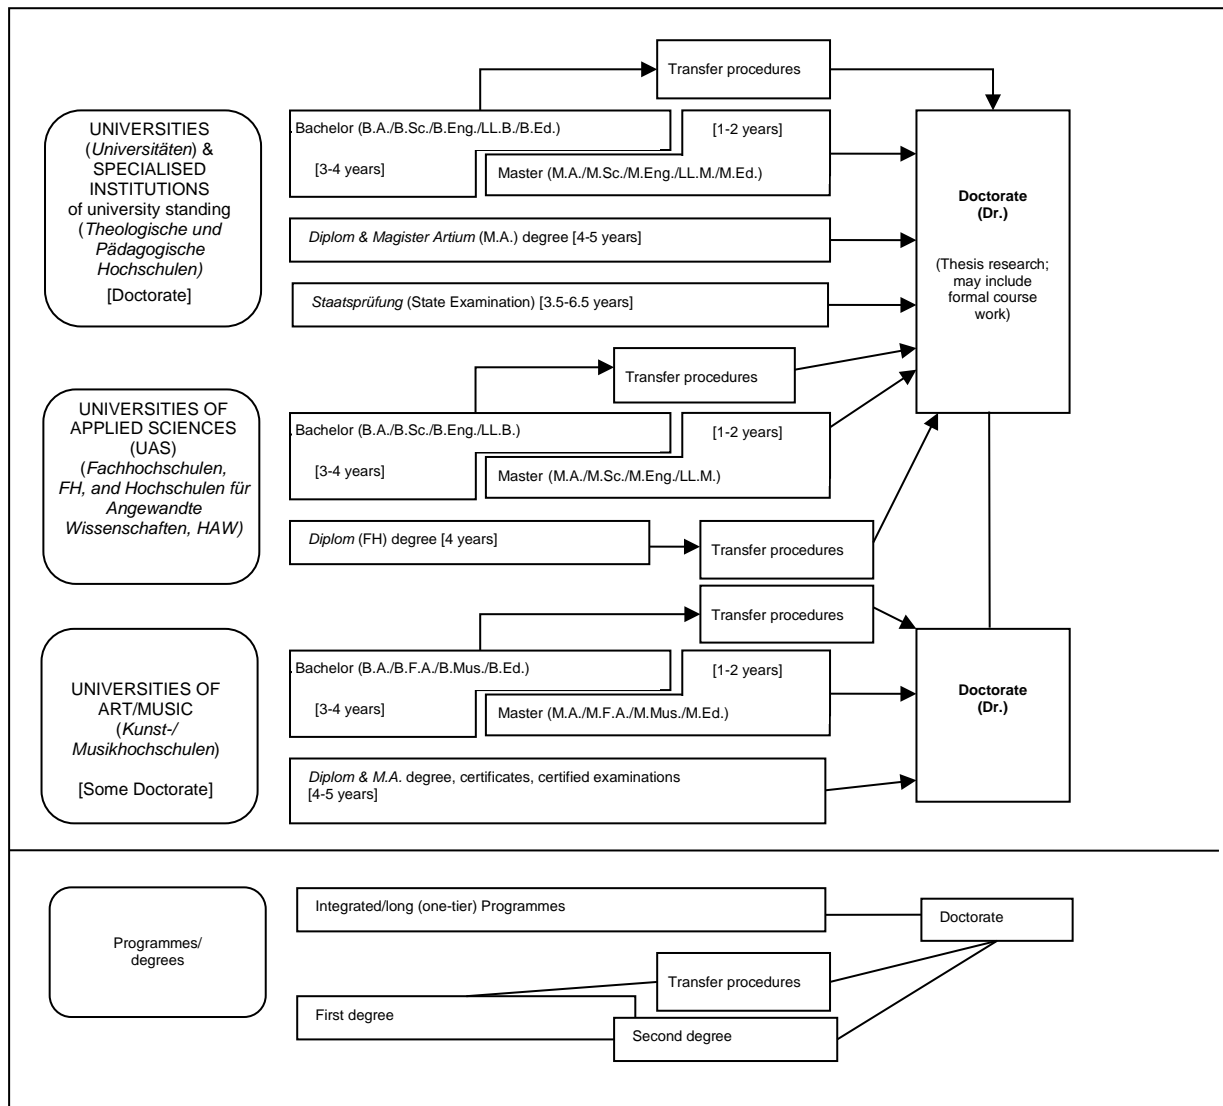 Transfer procedures
UNIVERSITIES
(Universitäten) &
SPECIALISED
INSTITUTIONS
of university standing
(Theologische und
Pädagogische
Hochschulen)
[Doctorate]
. Bachelor (B.A./B.Sc./B.Eng./LL.B./B.Ed.)
[1-2 years]
[3-4 years]
Master (M.A./M.Sc./M.Eng./LL.M./M.Ed.)
Diplom & Magister Artium (M.A.) degree [4-5 years]
Staatsprüfung (State Examination) [3.5-6.5 years]
Doctorate
(Dr.)
(Thesis research;
may include
formal course
work)
UNIVERSITIES OF
APPLIED SCIENCES
(UAS)
(Fachhochschulen,
FH, and Hochschulen für
Angewandte
Wissenschaften, HAW)
Transfer procedures
. Bachelor (B.A./B.Sc./B.Eng./LL.B.)
[1-2 years]
[3-4 years]
Master (M.A./M.Sc./M.Eng./LL.M.)
Diplom (FH) degree [4 years]
Transfer procedures
Transfer procedures
UNIVERSITIES OF
ART/MUSIC
(Kunst-/
Musikhochschulen)
[Some Doctorate]
. Bachelor (B.A./B.F.A./B.Mus./B.Ed.)
[1-2 years]
[3-4 years]
Master (M.A./M.F.A./M.Mus./M.Ed.)
Diplom & M.A. degree, certificates, certified examinations
[4-5 years]
Doctorate
(Dr.)
Programmes/
degrees
Integrated/long (one-tier) Programmes
Doctorate
Transfer procedures
First degree
Second degree